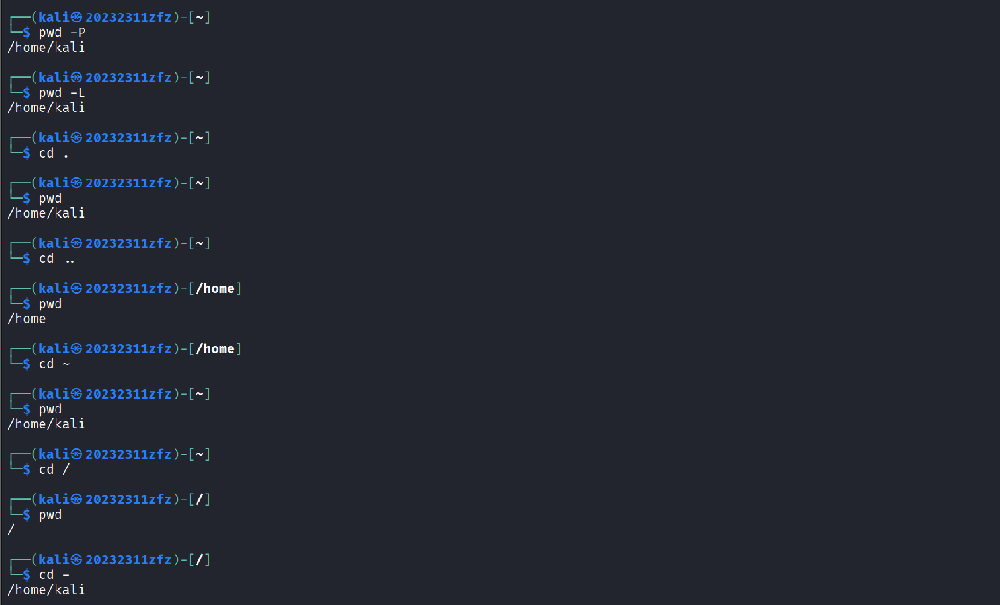 ┌──(kali㉿20232311zfz)-[~]
└─$ pwd -P
/home/kali
┌──(kali㉿20232311zfz)-[~]
└─$ pwd -L
/home/kali
┌──(kali㉿20232311zfz)-[~]
└─$ cd .
┌──(kali㉿20232311zfz)-[~]
└─$ pwd
/home/kali
┌──(kali㉿20232311zfz)-[~]
└─$ cd ..
┌──(kali㉿20232311zfz)-[/home]
└─$ pwd
/home
┌──(kali㉿20232311zfz)-[/home]
└─$ cd ~
┌──(kali㉿20232311zfz)-[~]
└─$ pwd
/home/kali
┌──(kali㉿20232311zfz)-[~]
└─$ cd /
┌──(kali㉿20232311zfz)-[/]
└─$ pwd
/
┌──(kali㉿20232311zfz)-[/]
└─$ cd -
/home/kali